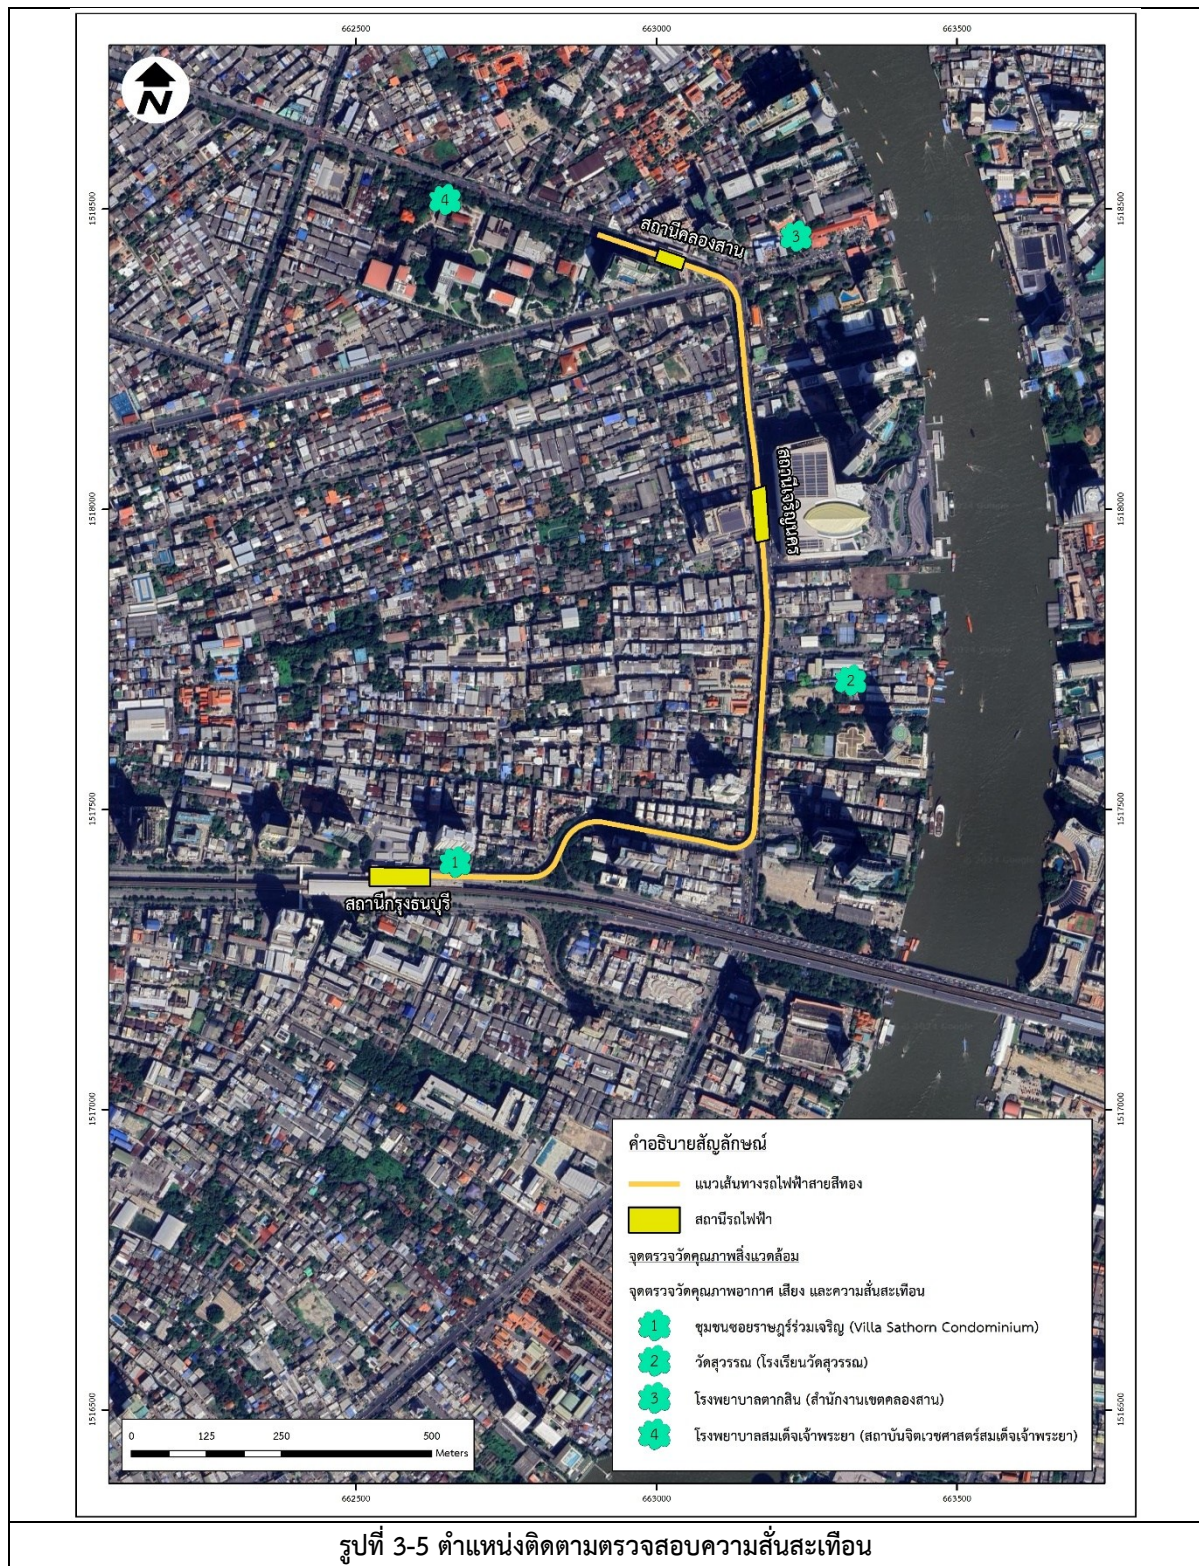 662500 663000 663500
N
1518500 1518500
4
สถานีคลองสาน
3
สถานีเจริญนคร
1518000 1518000
2
1517500 1517500
1
สถานีกรุงธนบุรี
1517000 1517000
คำอธิบายสัญลักษณ์
แนวเส้นทางรถไฟฟ้าสายสีทอง
สถานีรถไฟฟ้า
จุดตรวจวัดคุณภาพสิ่งแวดล้อม
จุดตรวจวัดคุณภาพอากาศ เสียง และความสั่นสะเทือน
1 ชุมชนซอยราษฎร์ร่วมเจริญ (Villa Sathorn Condominium)
2 วัดสุวรรณ (โรงเรียนวัดสุวรรณ)
3 โรงพยาบาลตากสิน (สำนักงานเขตคลองสาน)
4 โรงพยาบาลสมเด็จเจ้าพระยา (สถาบันจิตเวชศาสตร์สมเด็จเจ้าพระยา)
1516500 1516500
0 125 250 500
Meters
662500 663000 663500
รูปที่ 3-5 ตำแหน่งติดตามตรวจสอบความสั่นสะเทือน